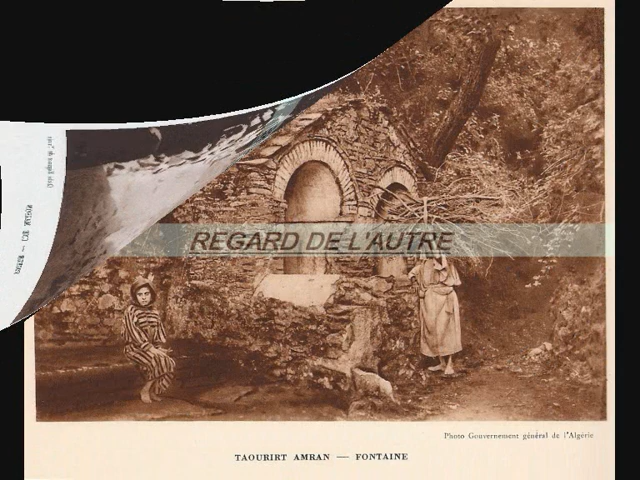 REGARD DE L'AUTRE
Photo Gouvernement général de l'Algérie
TAOURIRT AMRAN — FONTAINE